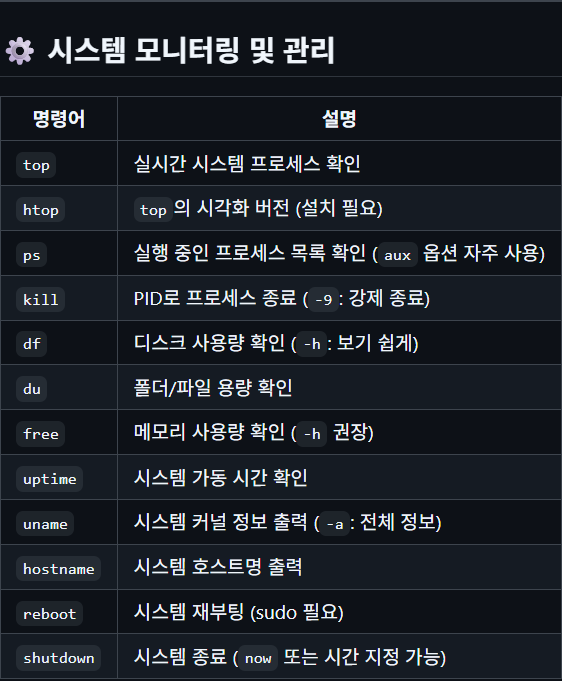 ⚙️ 시스템 모니터링 및 관리
명령어 설명
top 실시간 시스템 프로세스 확인
htop top의 시각화 버전 (설치 필요)
ps 실행 중인 프로세스 목록 확인 (aux 옵션 자주 사용)
kill PID로 프로세스 종료 (-9: 강제 종료)
df 디스크 사용량 확인 (-h: 보기 쉽게)
du 폴더/파일 용량 확인
free 메모리 사용량 확인 (-h 권장)
uptime 시스템 가동 시간 확인
uname 시스템 커널 정보 출력 (-a: 전체 정보)
hostname 시스템 호스트명 출력
reboot 시스템 재부팅 (sudo 필요)
shutdown 시스템 종료 (now 또는 시간 지정 가능)